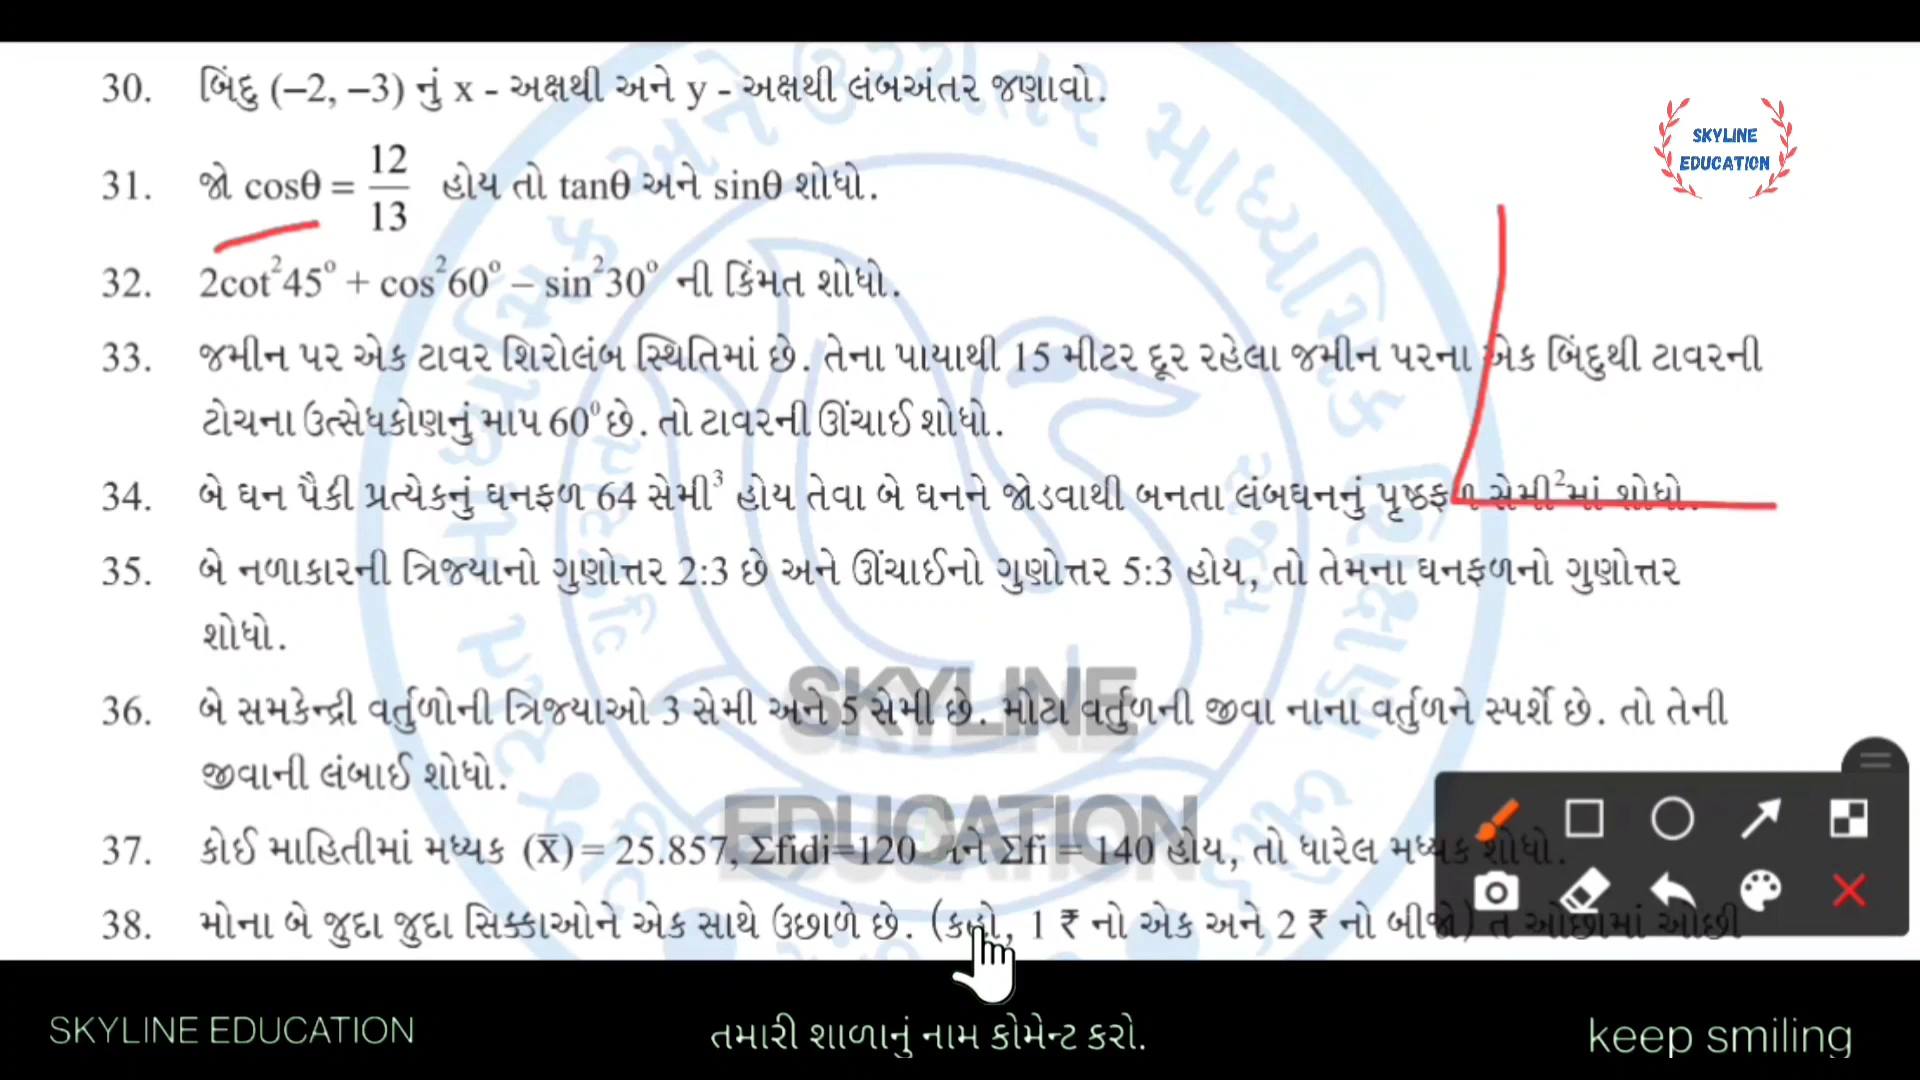 30. બિંદુ (–2, –3) નું x - અક્ષથી અને y - અક્ષથી લંબઅંતર જણાવો.
31. જો cosθ = 12/13 હોય તો tanθ અને sinθ શોધો.
32. 2cot²45° + cos²60° – sin²30° ની કિંમત શોધો.
33. જમીન પર એક ટાવર શિરોલંબ સ્થિતિમાં છે. તેના પાયાથી 15 મીટર દૂર રહેલા જમીન પરના એક બિંદુથી ટાવરની
ટોચના ઉત્સેધકોણનું માપ 60⁰ છે. તો ટાવરની ઊંચાઈ શોધો.
34. બે ઘન પૈકી પ્રત્યેકનું ઘનફળ 64 સેમી³ હોય તેવા બે ઘનને જોડવાથી બનતા લંબઘનનું પૃષ્ઠફળ સેમી²માં શોધો.
35. બે નળાકારની ત્રિજ્યાનો ગુણોત્તર 2:3 છે અને ઊંચાઈનો ગુણોત્તર 5:3 હોય, તો તેમના ઘનફળનો ગુણોત્તર
શોધો.
36. બે સમકેન્દ્રી વર્તુળોની ત્રિજ્યાઓ 3 સેમી અને 5 સેમી છે. મોટા વર્તુળની જીવા નાના વર્તુળને સ્પર્શે છે. તો તેની
જીવાની લંબાઈ શોધો.
37. કોઈ માહિતીમાં મધ્યક (x̅) = 25.857, Σfidi=120 અને Σfi = 140 હોય, તો ધારેલ મધ્યક શોધો.
38. મોના બે જુદા જુદા સિક્કાઓને એક સાથે ઉછાળે છે. (કહો, 1 ₹ નો એક અને 2 ₹ નો બીજો) તે ઓછામાં ઓછી
SKYLINE
EDUCATION
SKYLINE
EDUCATION
SKYLINE EDUCATION
તમારી શાળાનું નામ કોમેન્ટ કરો.
keep smiling